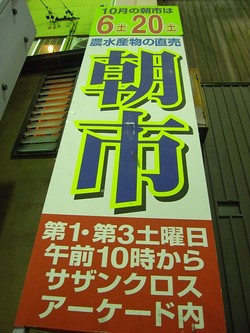 10月の朝市は
6土20土
農水産物の直売
朝市
第1・第3土曜日
午前10時から
サザンクロス
アーケード内